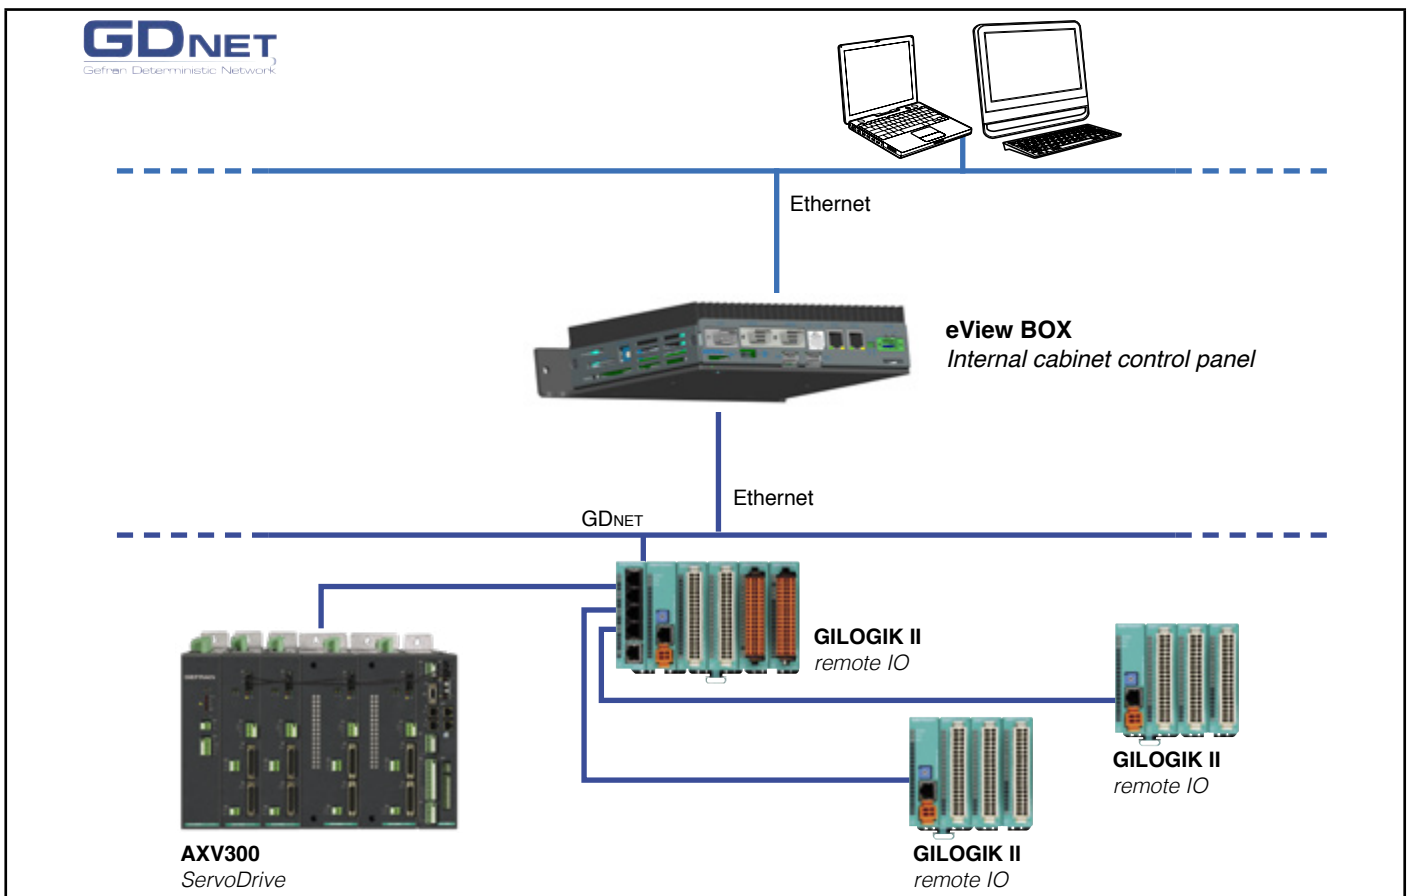 GDNET
Gefran Deterministic Network
Ethernet
eView BOX
Internal cabinet control panel
Ethernet
GDNET
GILOGIK II
remote IO
GEFRAN
GILOGIK II
remote IO
AXV300
ServoDrive
GILOGIK II
remote IO